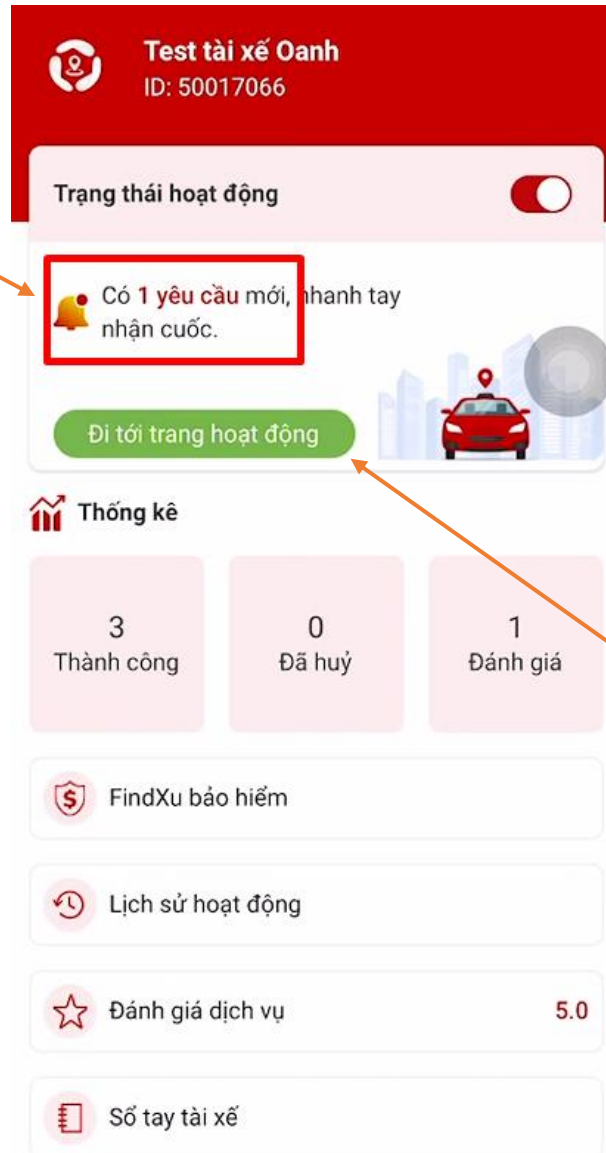 Test tài xế Oanh
ID: 50017066
Trạng thái hoạt động
Có 1 yêu cầu mới, nhanh tay
nhận cuốc.
Đi tới trang hoạt động
Thống kê
3
Thành công
0
Đã huỷ
1
Đánh giá
FindXu bảo hiểm
Lịch sử hoạt động
Đánh giá dịch vụ 5.0
Sổ tay tài xế